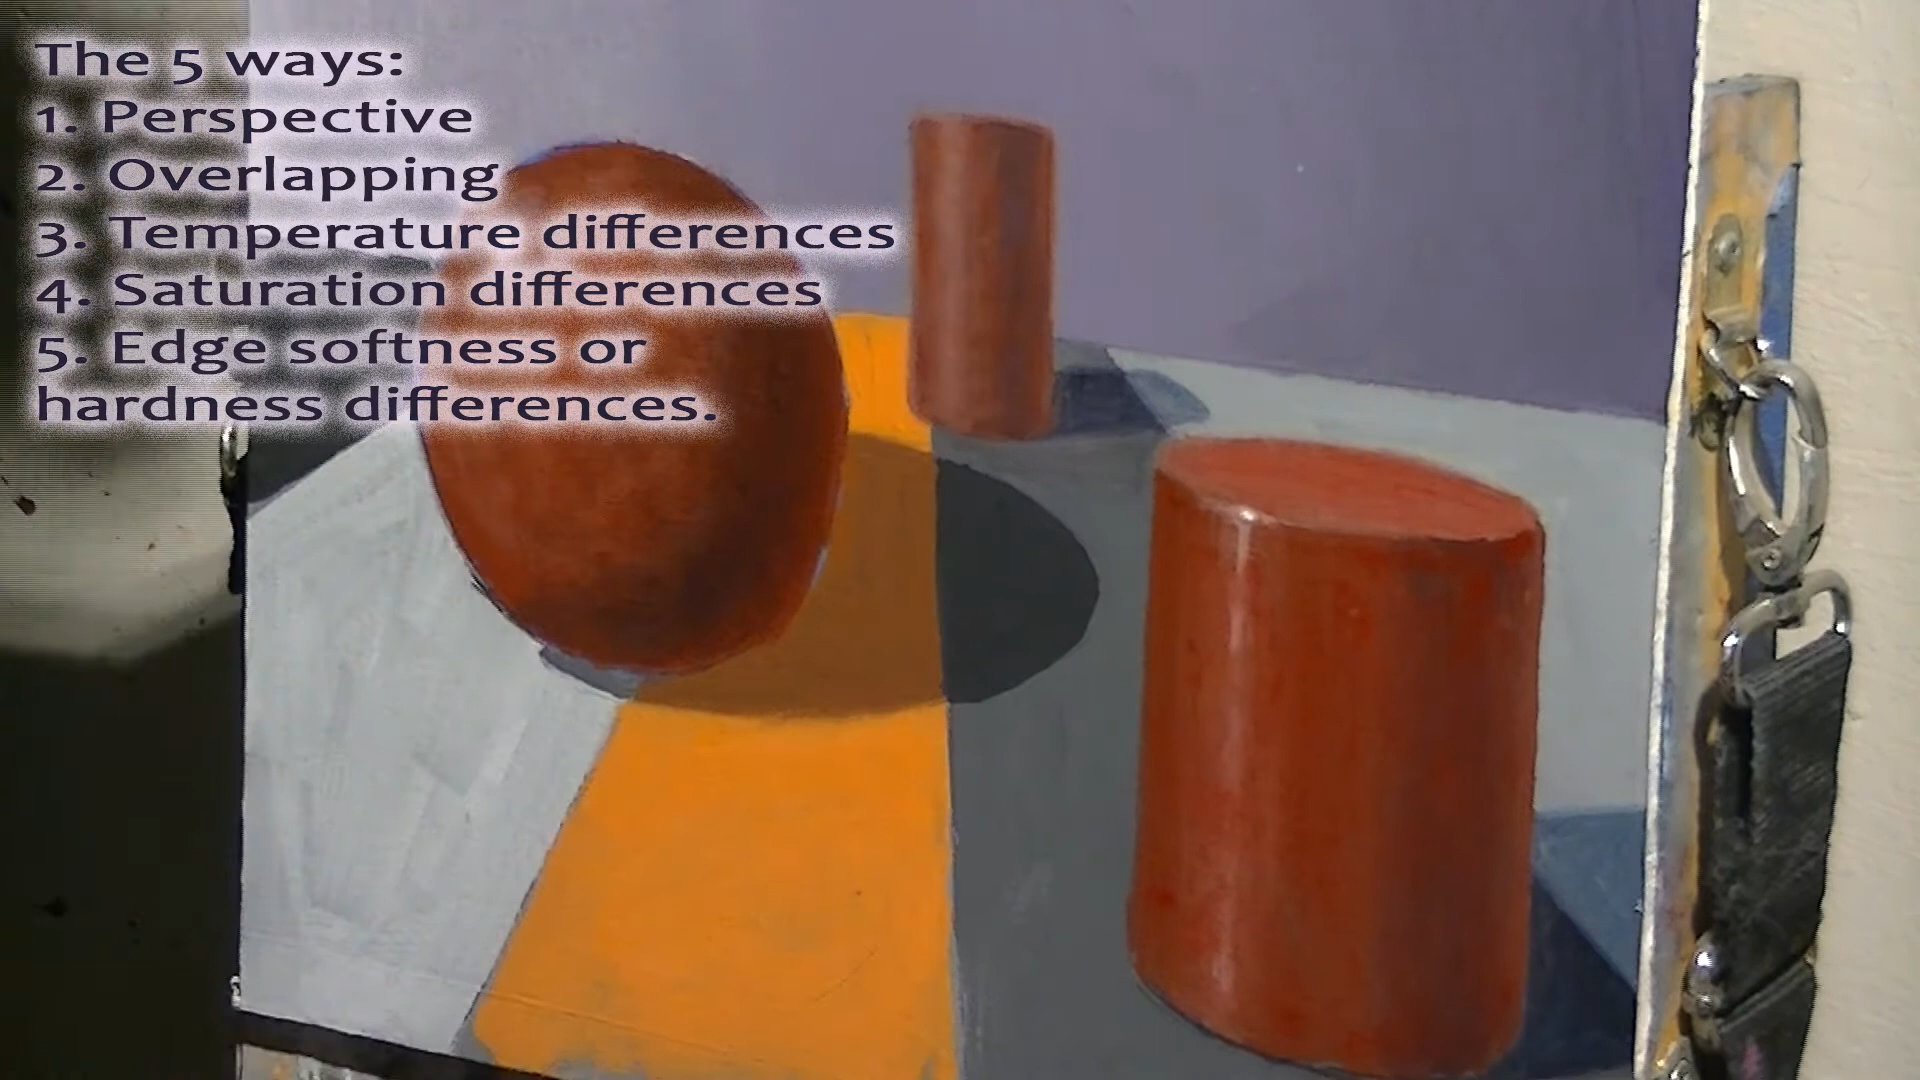 The 5 ways:
1. Perspective
2. Overlapping
3. Temperature differences
4. Saturation differences
5. Edge softness or
hardness differences.